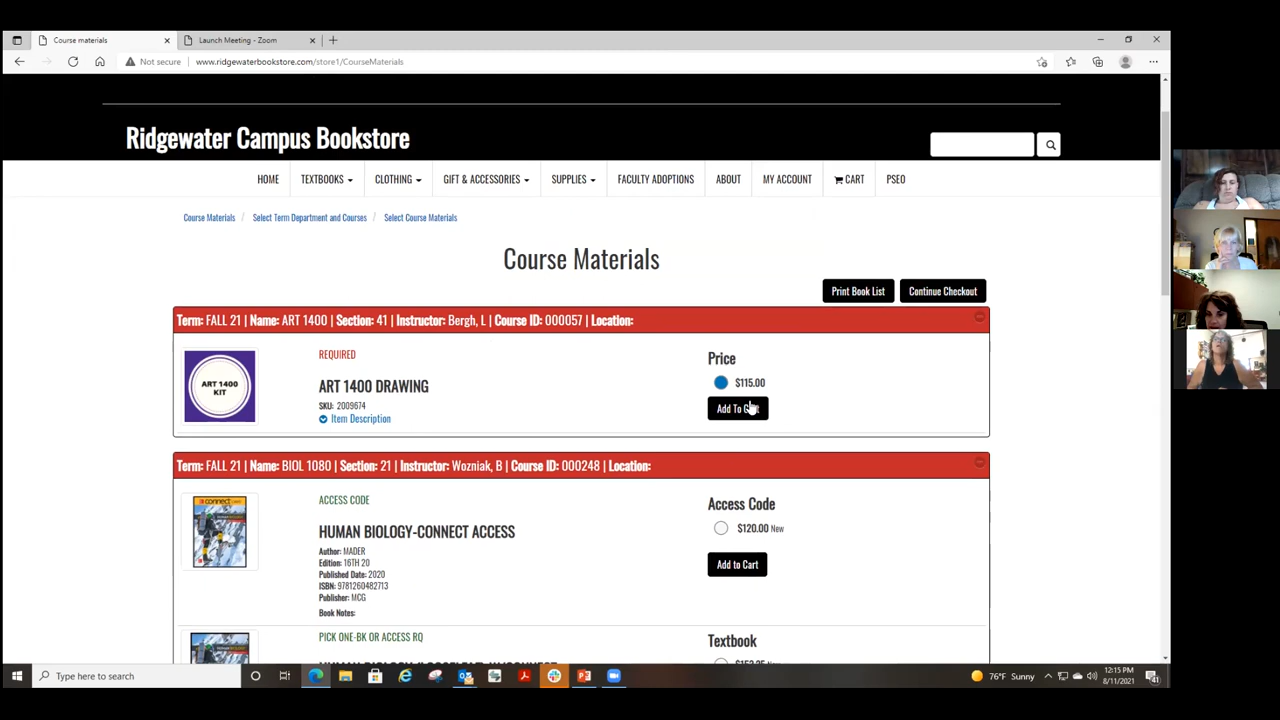 Course materials
Launch Meeting - Zoom
Not secure
www.ridgewaterbookstore.com/store1/CourseMaterials
Ridgewater Campus Bookstore
HOME TEXTBOOKS CLOTHING GIFT & ACCESSORIES SUPPLIES FACULTY ADOPTIONS ABOUT MY ACCOUNT CART PSEO
Course Materials / Select Term Department and Courses / Select Course Materials
Course Materials
Print Book List Continue Checkout
Term: FALL 21 | Name: ART 1400 | Section: 41 | Instructor: Bergh, L | Course ID: 000057 | Location:
ART 1400
KIT
REQUIRED
ART 1400 DRAWING
SKU: 2009674
Item Description
Price
$115.00
Add To
Term: FALL 21 | Name: BIOL 1080 | Section: 21 | Instructor: Wozniak, B | Course ID: 000248 | Location:
connect
ACCESS CODE
HUMAN BIOLOGY-CONNECT ACCESS
Author: MADER
Edition: 16TH 20
Published Date: 2020
ISBN: 9781260482713
Publisher: MCG
Book Notes:
Access Code
$120.00 New
Add to Cart
PICK ONE-BK OR ACCESS RQ
Textbook
Type here to search
76°F Sunny
12:15 PM
8/11/2021
41